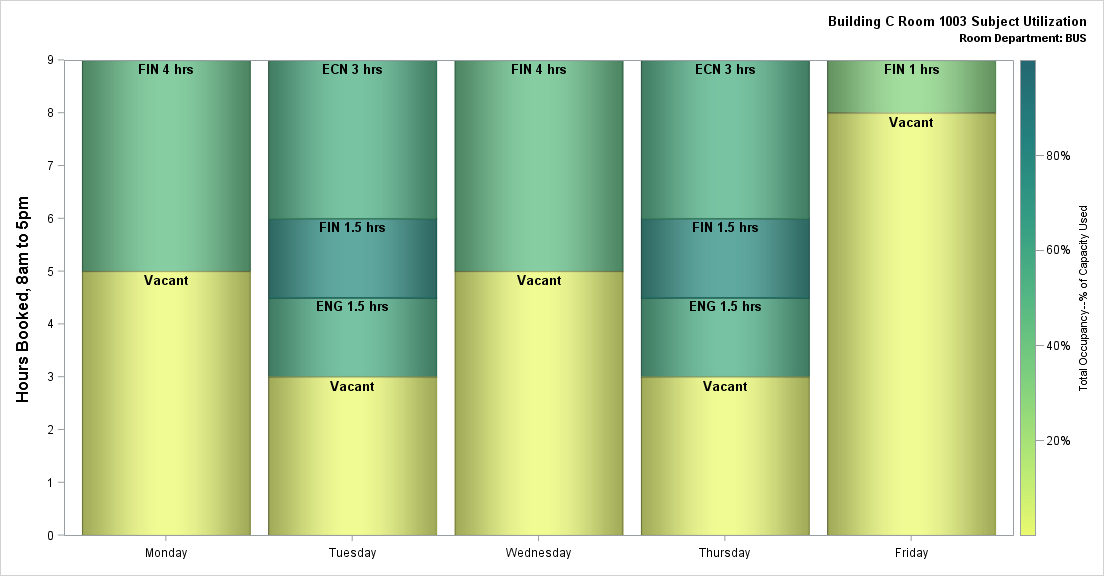 Building C Room 1003 Subject Utilization
Room Department: BUS
Hours Booked, 8am to 5pm
9
8
7
6
5
4
3
2
1
0
FIN 4 hrs
Vacant
ECN 3 hrs
FIN 1.5 hrs
ENG 1.5 hrs
Vacant
FIN 4 hrs
Vacant
ECN 3 hrs
FIN 1.5 hrs
ENG 1.5 hrs
Vacant
FIN 1 hrs
Vacant
Monday
Tuesday
Wednesday
Thursday
Friday
80%
60%
40%
20%
Total Occupancy--% of Capacity Used